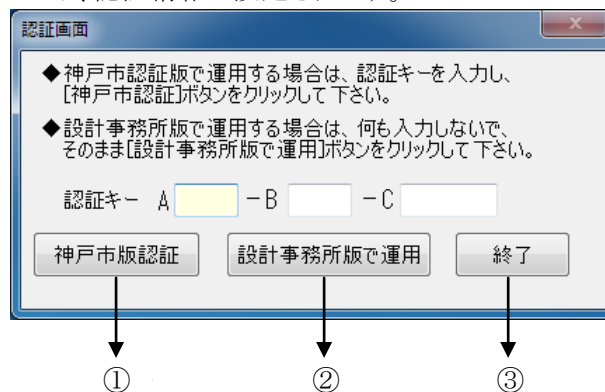 認証画面
◆神戸市認証版で運用する場合は、認証キーを入力し、
[神戸市認証]ボタンをクリックして下さい。
◆設計事務所版で運用する場合は、何も入力しないで、
そのまま[設計事務所版で運用]ボタンをクリックして下さい。
認証キー A －B －C
神戸市版認証 設計事務所版で運用 終了
① ② ③